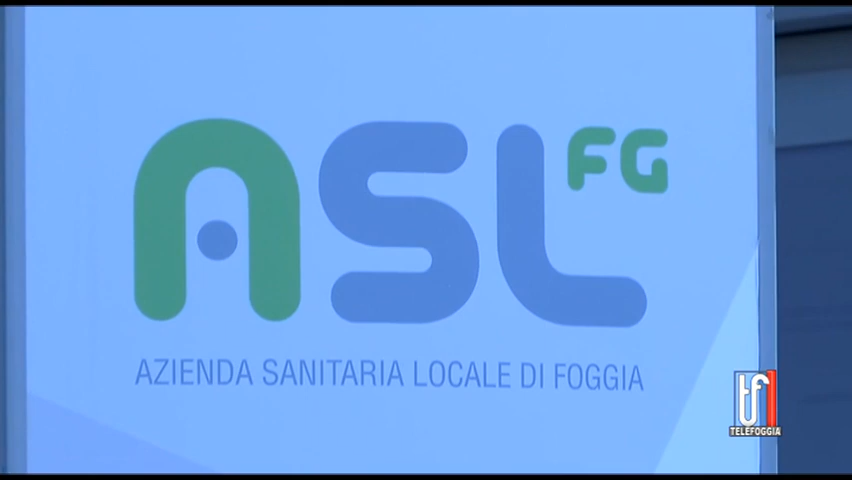 ASL FG
AZIENDA SANITARIA LOCALE DI FOGGIA
tf1
TELEFOGGIA